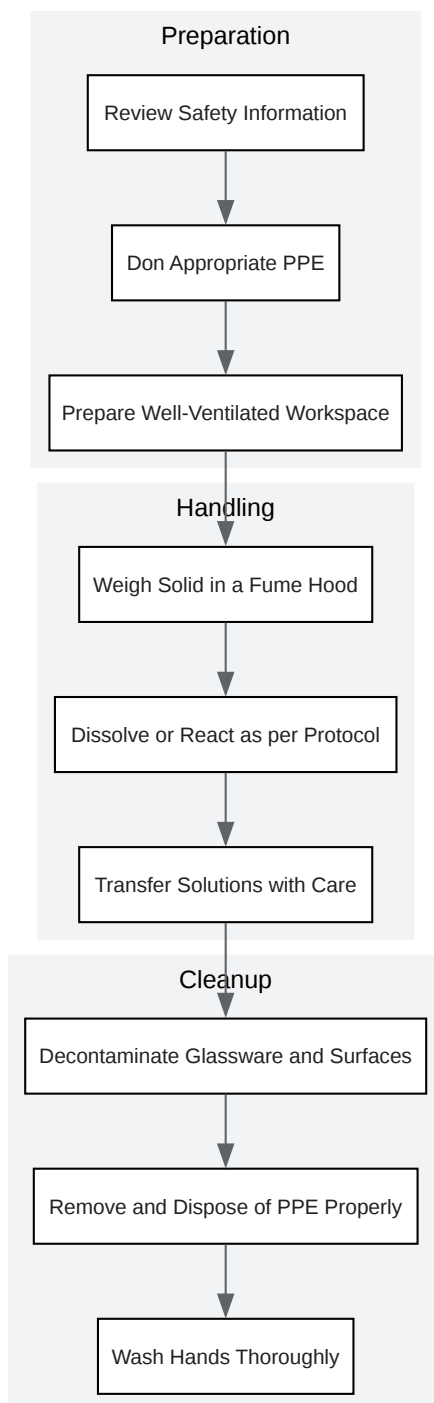 Preparation
Review Safety Information
Don Appropriate PPE
Prepare Well-Ventilated Workspace
Handling
Weigh Solid in a Fume Hood
Dissolve or React as per Protocol
Transfer Solutions with Care
Cleanup
Decontaminate Glassware and Surfaces
Remove and Dispose of PPE Properly
Wash Hands Thoroughly